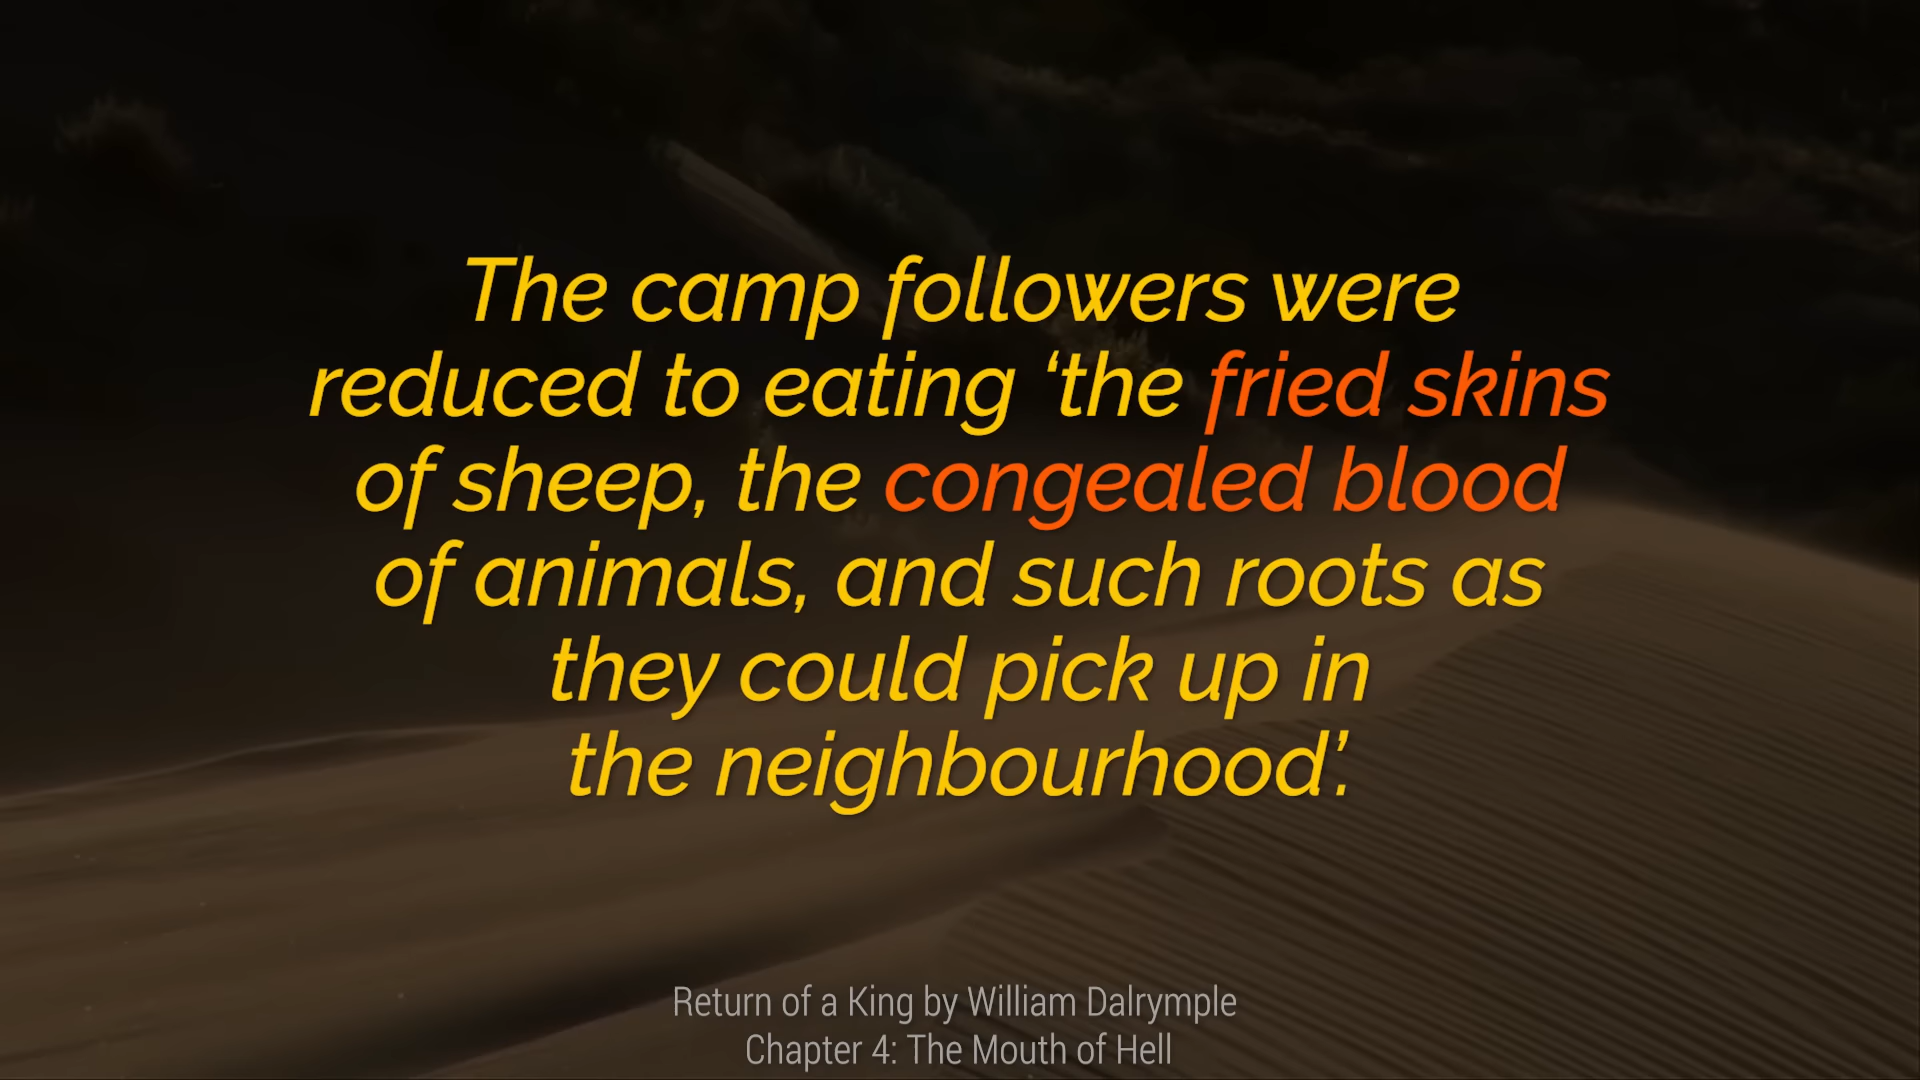 The camp followers were
reduced to eating ‘the fried skins
of sheep, the congealed blood
of animals, and such roots as
they could pick up in
the neighbourhood’.
Return of a King by William Dalrymple
Chapter 4: The Mouth of Hell